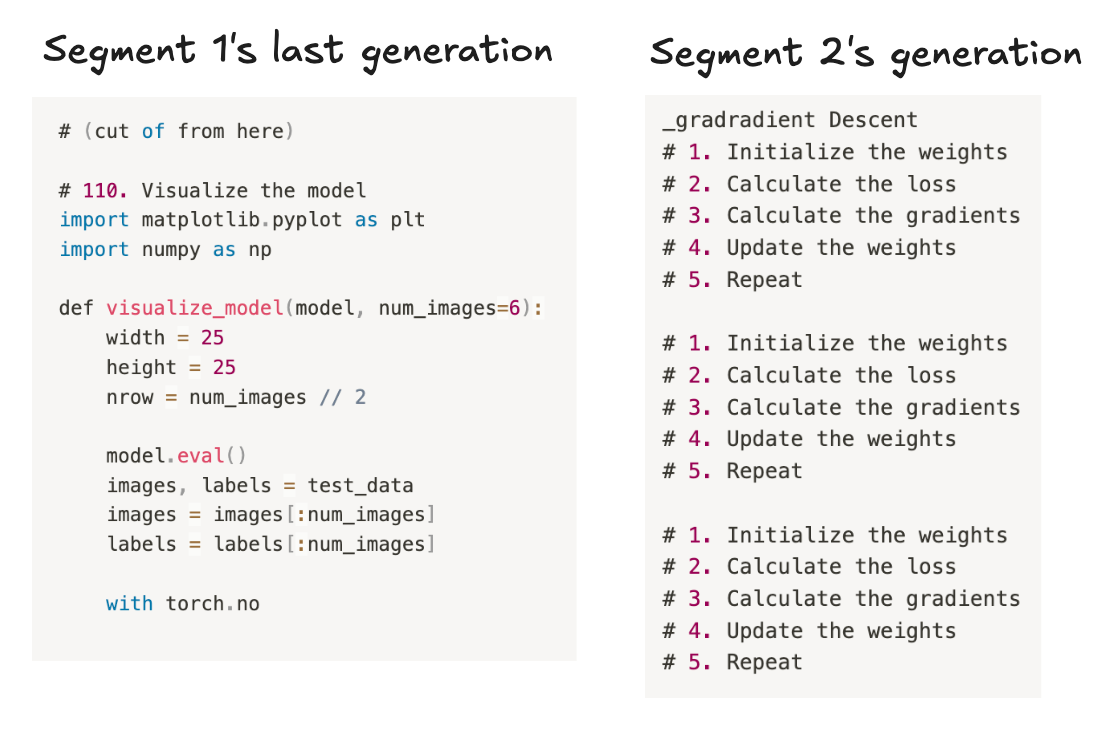 Segment 1's last generation
# (cut of from here)
# 110. Visualize the model
import matplotlib.pyplot as plt
import numpy as np
def visualize_model(model, num_images=6):
    width = 25
    height = 25
    nrow = num_images // 2
    model.eval()
    images, labels = test_data
    images = images[:num_images]
    labels = labels[:num_images]
    with torch.no
Segment 2's generation
_gradradient Descent
# 1. Initialize the weights
# 2. Calculate the loss
# 3. Calculate the gradients
# 4. Update the weights
# 5. Repeat
# 1. Initialize the weights
# 2. Calculate the loss
# 3. Calculate the gradients
# 4. Update the weights
# 5. Repeat
# 1. Initialize the weights
# 2. Calculate the loss
# 3. Calculate the gradients
# 4. Update the weights
# 5. Repeat